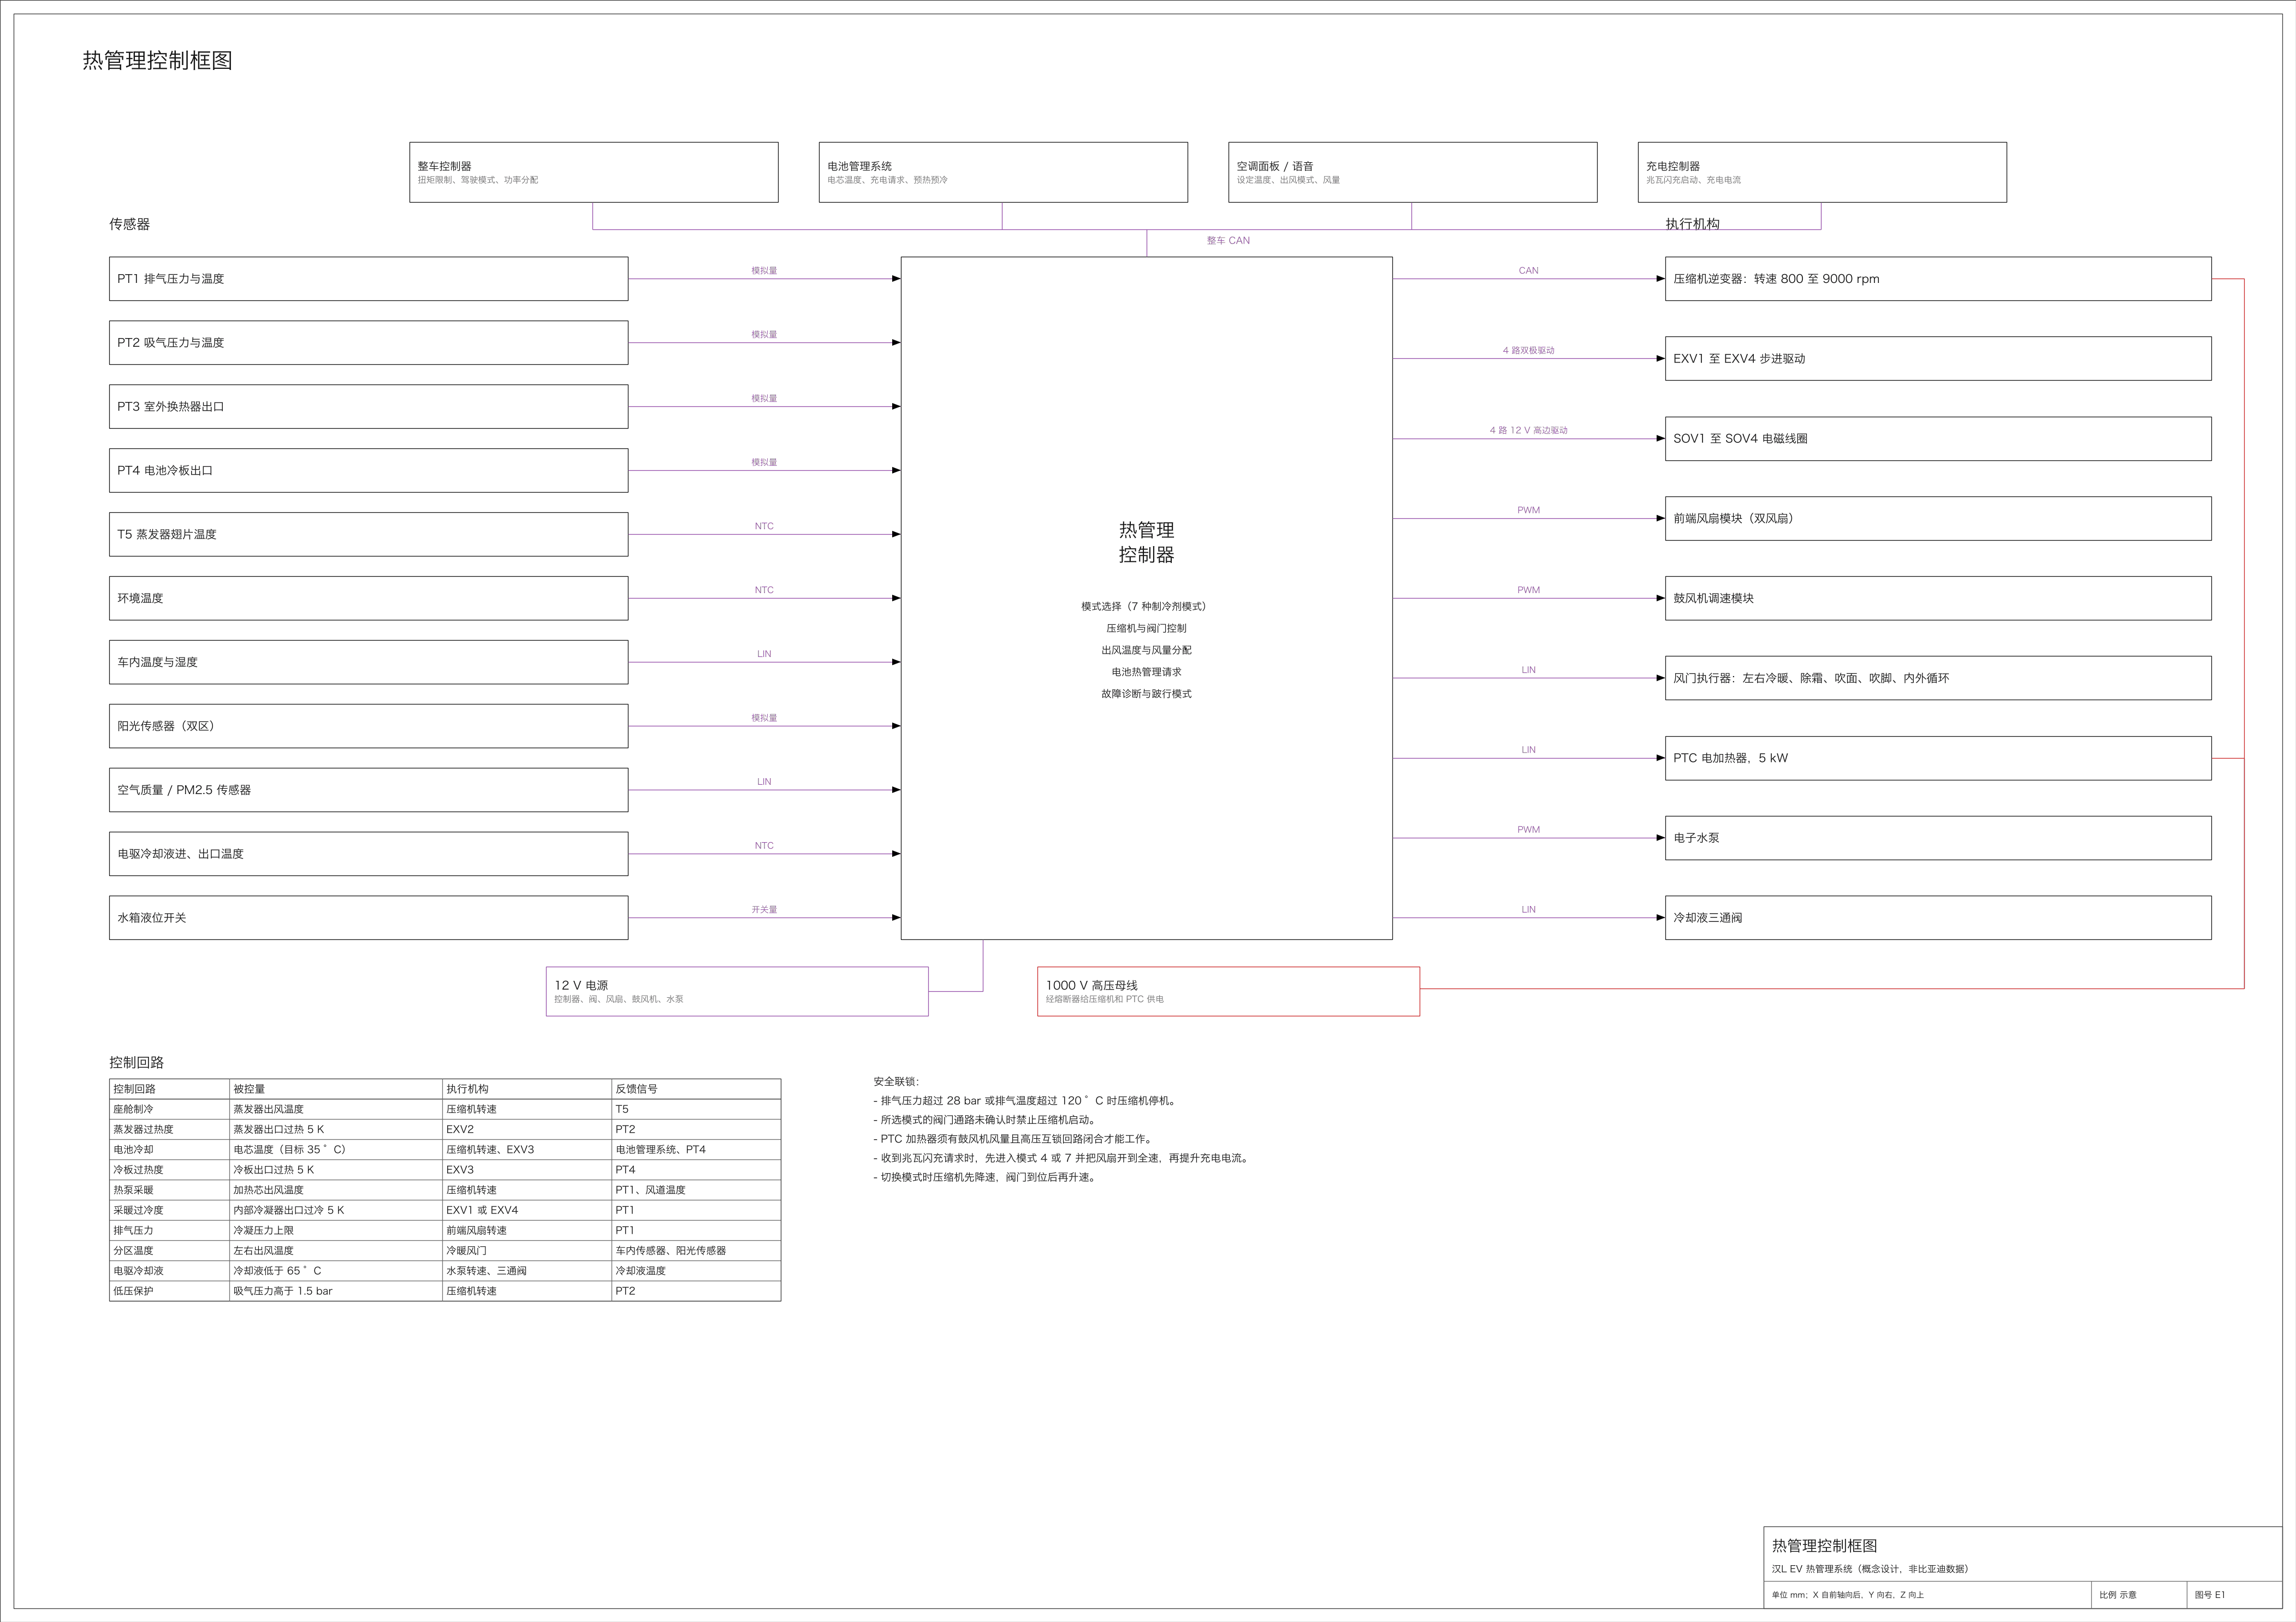 热管理控制框图
整车控制器
扭矩限制、驾驶模式、功率分配
电池管理系统
电芯温度、充电请求、预热预冷
空调面板 / 语音
设定温度、出风模式、风量
充电控制器
兆瓦闪充启动、充电电流
传感器
执行机构
整车 CAN
PT1 排气压力与温度
模拟量
PT2 吸气压力与温度
模拟量
PT3 室外换热器出口
模拟量
PT4 电池冷板出口
模拟量
T5 蒸发器翅片温度
NTC
环境温度
NTC
车内温度与湿度
LIN
阳光传感器（双区）
模拟量
空气质量 / PM2.5 传感器
LIN
电驱冷却液进、出口温度
NTC
水箱液位开关
开关量
热管理
控制器
模式选择（7 种制冷剂模式）
压缩机与阀门控制
出风温度与风量分配
电池热管理请求
故障诊断与跛行模式
CAN
压缩机逆变器：转速 800 至 9000 rpm
4 路双极驱动
EXV1 至 EXV4 步进驱动
4 路 12 V 高边驱动
SOV1 至 SOV4 电磁线圈
PWM
前端风扇模块（双风扇）
PWM
鼓风机调速模块
LIN
风门执行器：左右冷暖、除霜、吹面、吹脚、内外循环
LIN
PTC 电加热器，5 kW
PWM
电子水泵
LIN
冷却液三通阀
12 V 电源
控制器、阀、风扇、鼓风机、水泵
1000 V 高压母线
经熔断器给压缩机和 PTC 供电
控制回路
控制回路 被控量 执行机构 反馈信号
座舱制冷 蒸发器出风温度 压缩机转速 T5
蒸发器过热度 蒸发器出口过热 5 K EXV2 PT2
电池冷却 电芯温度（目标 35°C） 压缩机转速、EXV3 电池管理系统、PT4
冷板过热度 冷板出口过热 5 K EXV3 PT4
热泵采暖 加热芯出风温度 压缩机转速 PT1、风道温度
采暖过冷度 内部冷凝器出口过冷 5 K EXV1 或 EXV4 PT1
排气压力 冷凝压力上限 前端风扇转速 PT1
分区温度 左右出风温度 冷暖风门 车内传感器、阳光传感器
电驱冷却液 冷却液低于 65°C 水泵转速、三通阀 冷却液温度
低压保护 吸气压力高于 1.5 bar 压缩机转速 PT2
安全联锁：
- 排气压力超过 28 bar 或排气温度超过 120°C 时压缩机停机。
- 所选模式的阀门通路未确认时禁止压缩机启动。
- PTC 加热器须有鼓风机风量且高压互锁回路闭合才能工作。
- 收到兆瓦闪充请求时，先进入模式 4 或 7 并把风扇开到全速，再提升充电电流。
- 切换模式时压缩机先降速，阀门到位后再升速。
热管理控制框图
汉L EV 热管理系统（概念设计，非比亚迪数据）
单位 mm；X 自前轴向后，Y 向右，Z 向上
比例 示意
图号 E1